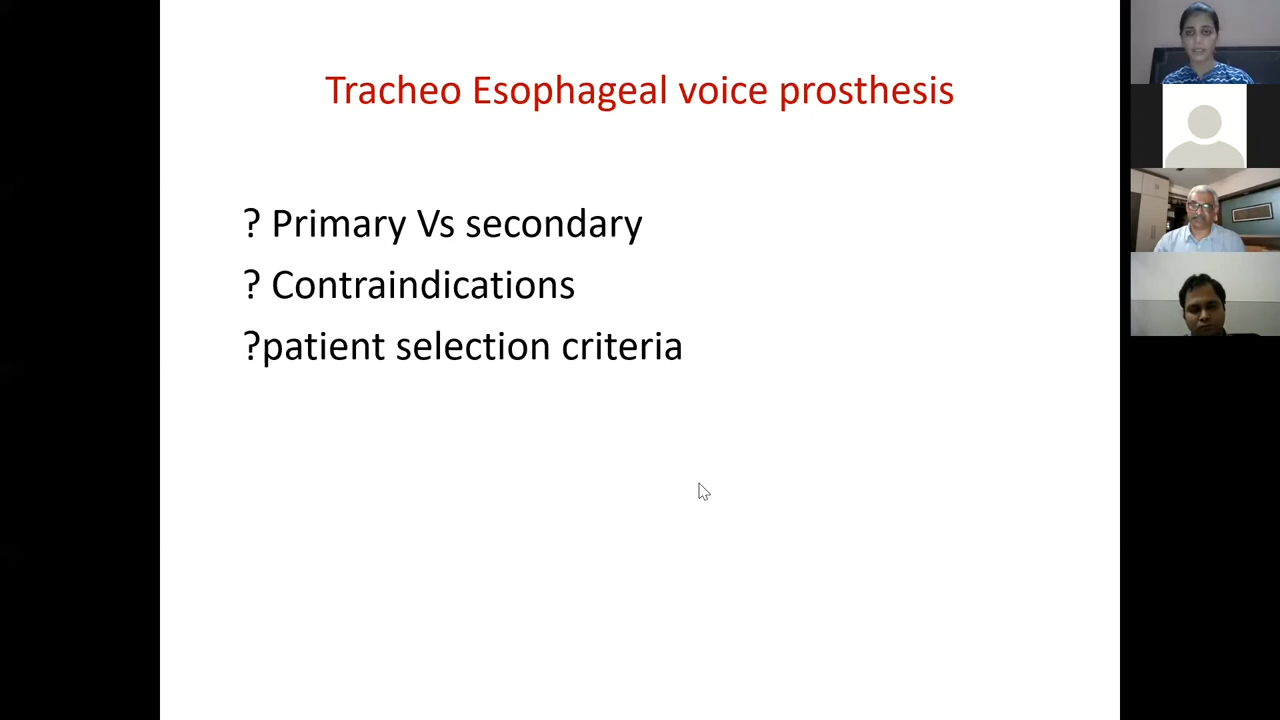 Tracheo Esophageal voice prosthesis
? Primary Vs secondary
? Contraindications
?patient selection criteria